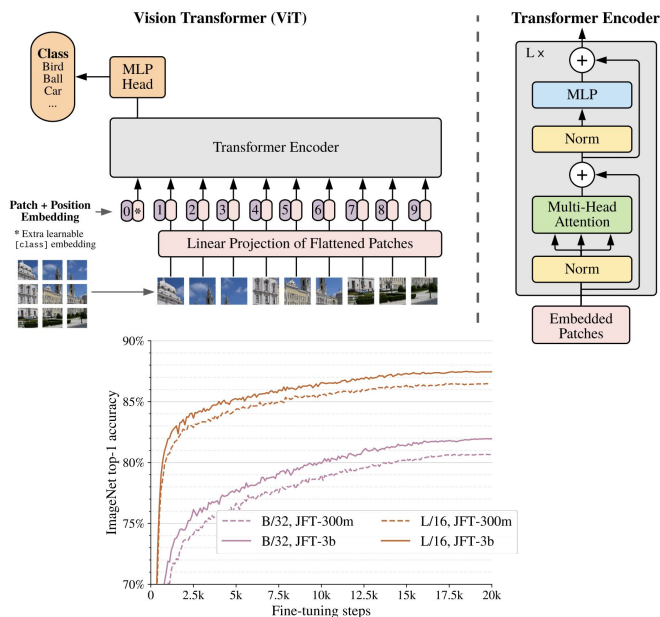 Vision Transformer (ViT)
Class
Bird
Ball
Car
...
MLP
Head
Transformer Encoder
Patch + Position
Embedding
0 * 1 2 3 4 5 6 7 8 9
* Extra learnable
[class] embedding
Linear Projection of Flattened Patches
Transformer Encoder
L x
+
MLP
Norm
+
Multi-Head
Attention
Norm
Embedded
Patches
ImageNet top-1 accuracy
90%
85%
80%
75%
70%
B/32, JFT-300m
B/32, JFT-3b
L/16, JFT-300m
L/16, JFT-3b
0 2.5k 5k 7.5k 10k 12.5k 15k 17.5k 20k
Fine-tuning steps